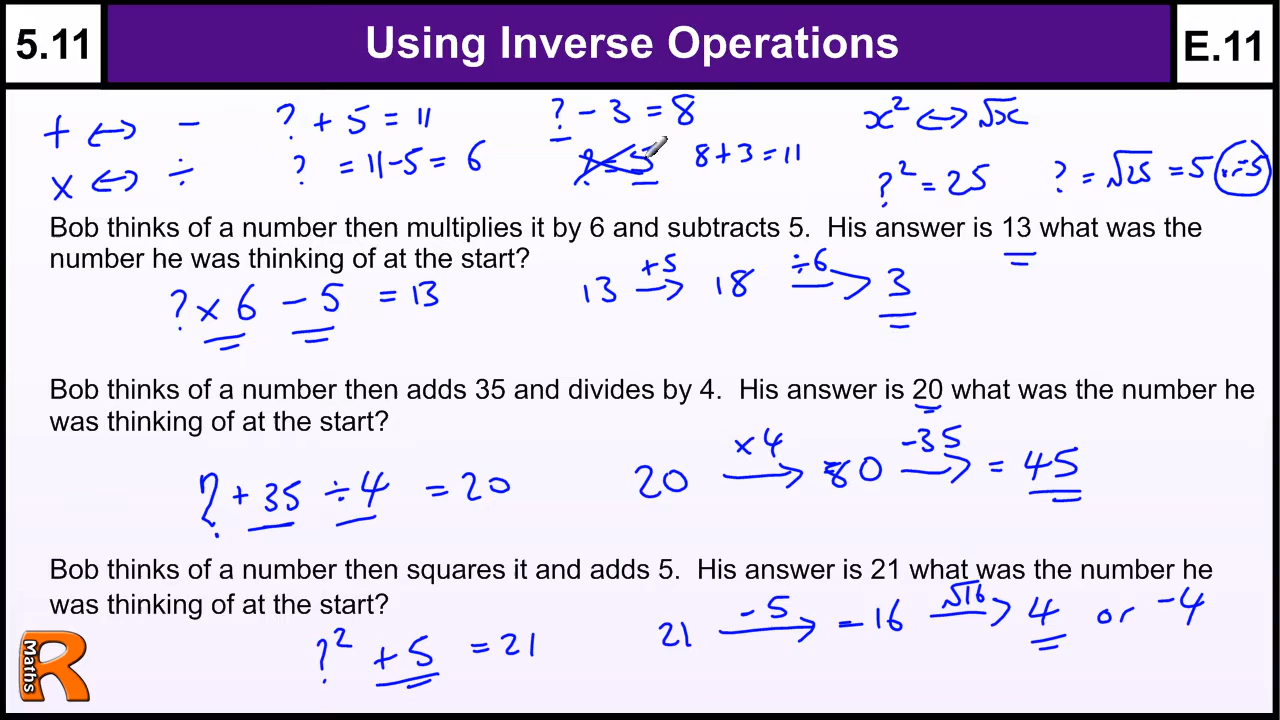 5.11 Using Inverse Operations E.11
+ ↔ − ? + 5 = 11 ? − 3 = 8 x² ↔ √x
x ↔ ÷ ? = 11 − 5 = 6 ? = 5 8 + 3 = 11 ?² = 25 ? = √25 = 5 or −5
Bob thinks of a number then multiplies it by 6 and subtracts 5. His answer is 13 what was the
number he was thinking of at the start?
? × 6 − 5 = 13 13 +5 → 18 ÷6 → 3
Bob thinks of a number then adds 35 and divides by 4. His answer is 20 what was the number he
was thinking of at the start?
? + 35 ÷ 4 = 20 20 ×4 → 80 −35 → = 45
Bob thinks of a number then squares it and adds 5. His answer is 21 what was the number he
was thinking of at the start?
?² + 5 = 21 21 −5 → = 16 √16 → 4 or −4
R Maths